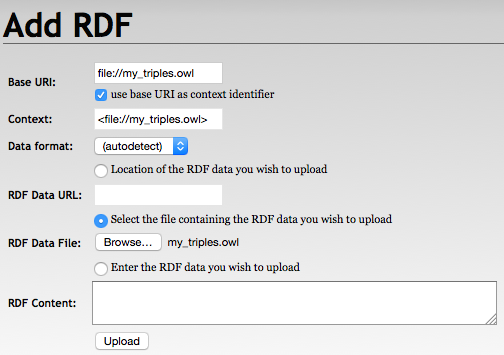 Add RDF
Base URI: file://my_triples.owl
use base URI as context identifier
Context: <file://my_triples.owl>
Data format: (autodetect)
Location of the RDF data you wish to upload
RDF Data URL:
Select the file containing the RDF data you wish to upload
RDF Data File: Browse... my_triples.owl
Enter the RDF data you wish to upload
RDF Content:
Upload